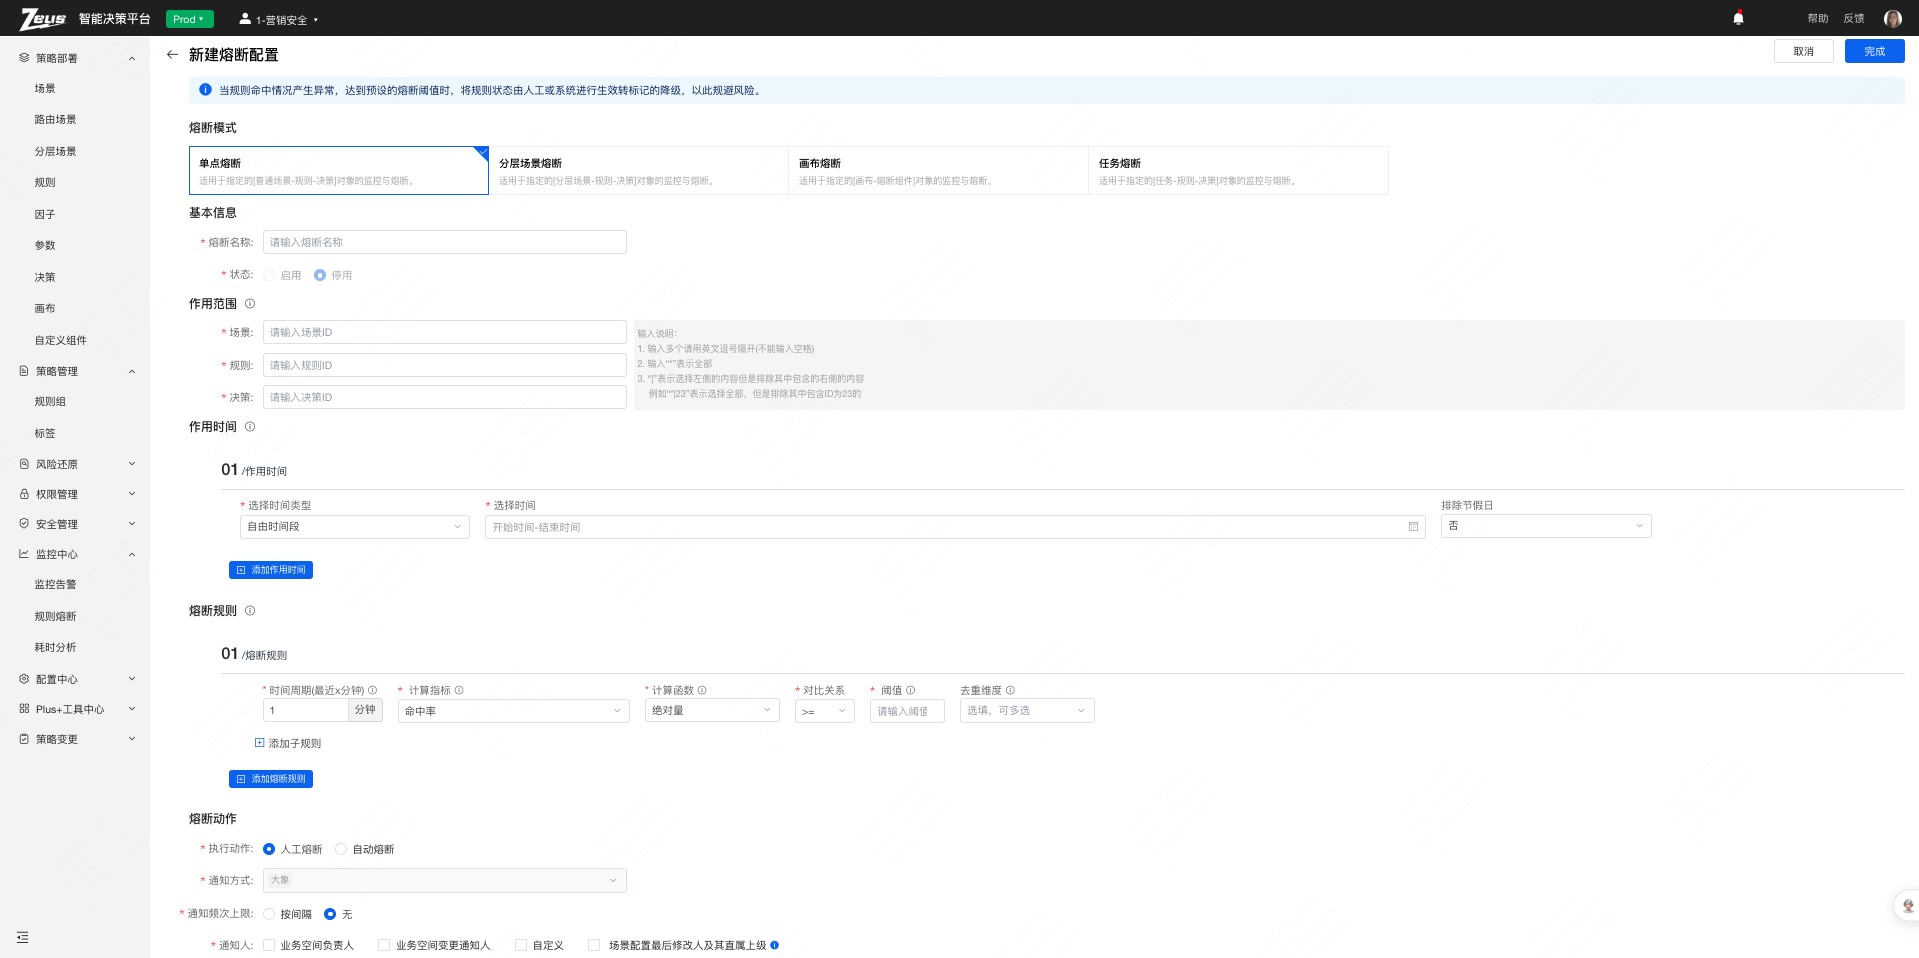 Zeus 智能决策平台 Prod 1-营销安全 帮助 反馈
策略部署
场景
路由场景
分层场景
规则
因子
参数
决策
画布
自定义组件
策略管理
规则组
标签
风险还原
权限管理
安全管理
监控中心
监控告警
规则熔断
耗时分析
配置中心
Plus+工具中心
策略变更
新建熔断配置 取消 完成
当规则命中情况产生异常，达到预设的熔断阈值时，将规则状态由人工或系统进行生效转标记的降级，以此规避风险。
熔断模式
单点熔断
适用于指定的[普通场景-规则-决策]对象的监控与熔断。
分层场景熔断
适用于指定的[分层场景-规则-决策]对象的监控与熔断。
画布熔断
适用于指定的[画布-熔断组件]对象的监控与熔断。
任务熔断
适用于指定的[任务-规则-决策]对象的监控与熔断。
基本信息
* 熔断名称: 请输入熔断名称
* 状态: 启用 停用
作用范围
* 场景: 请输入场景ID
* 规则: 请输入规则ID
* 决策: 请输入决策ID
输入说明:
1. 输入多个请用英文逗号隔开(不能输入空格)
2. 输入“*”表示全部
3. “|”表示选择左侧的内容但是排除其中包含的右侧的内容
例如“*|23”表示选择全部，但是排除其中包含ID为23的
作用时间
01 /作用时间
* 选择时间类型 * 选择时间 排除节假日
自由时间段 开始时间-结束时间 否
添加作用时间
熔断规则
01 /熔断规则
* 时间周期(最近x分钟) * 计算指标 * 计算函数 * 对比关系 * 阈值 去重维度
1 分钟 命中率 绝对量 >= 请输入阈值 选填，可多选
添加子规则
添加熔断规则
熔断动作
* 执行动作: 人工熔断 自动熔断
* 通知方式: 大象
* 通知频次上限: 按间隔 无
* 通知人: 业务空间负责人 业务空间变更通知人 自定义 场景配置最后修改人及其直属上级